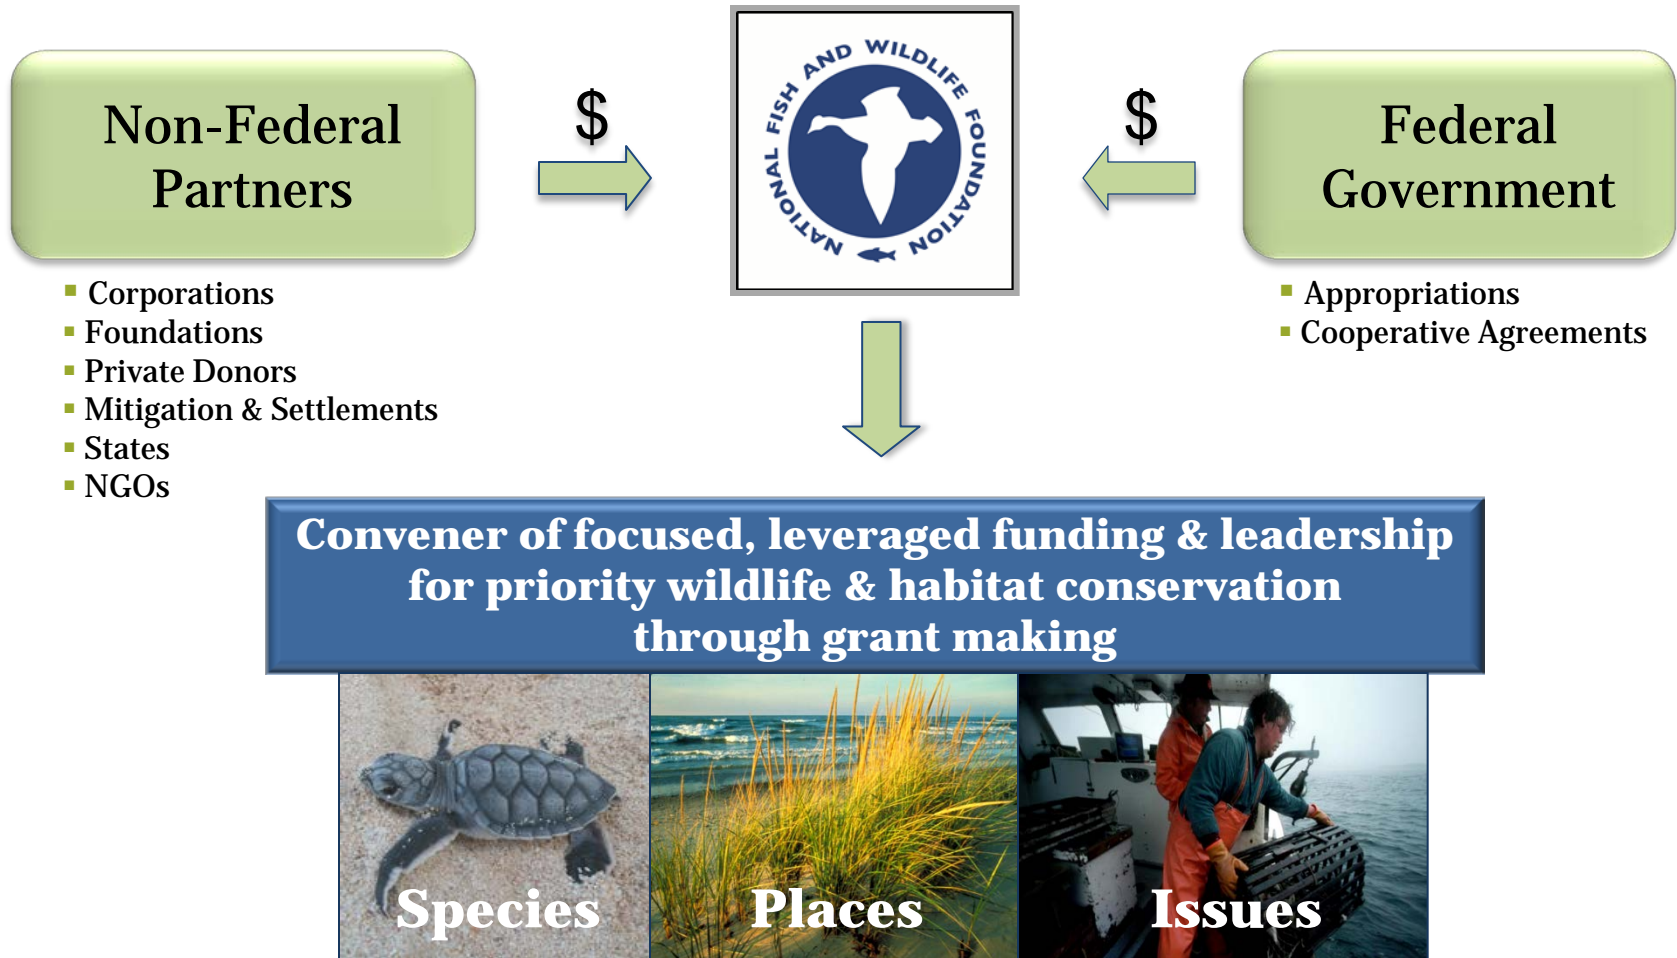 Non-Federal
Partners
$
NATIONAL FISH AND WILDLIFE FOUNDATION
$
Federal
Government
▪ Corporations
▪ Foundations
▪ Private Donors
▪ Mitigation & Settlements
▪ States
▪ NGOs
▪ Appropriations
▪ Cooperative Agreements
Convener of focused, leveraged funding & leadership
for priority wildlife & habitat conservation
through grant making
Species
Places
Issues